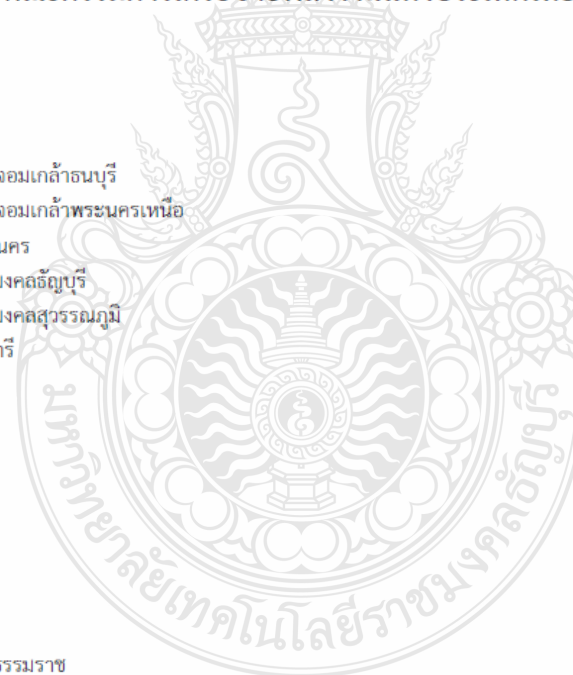 จอมเกล้าธนบุรี
จอมเกล้าพระนครเหนือ
นคร
มงคลธัญบุรี
มงคลสุวรรณภูมิ
ารี
มหาวิทยาลัยเทคโนโลยีราชมงคลธัญบุรี
ธรรมราช